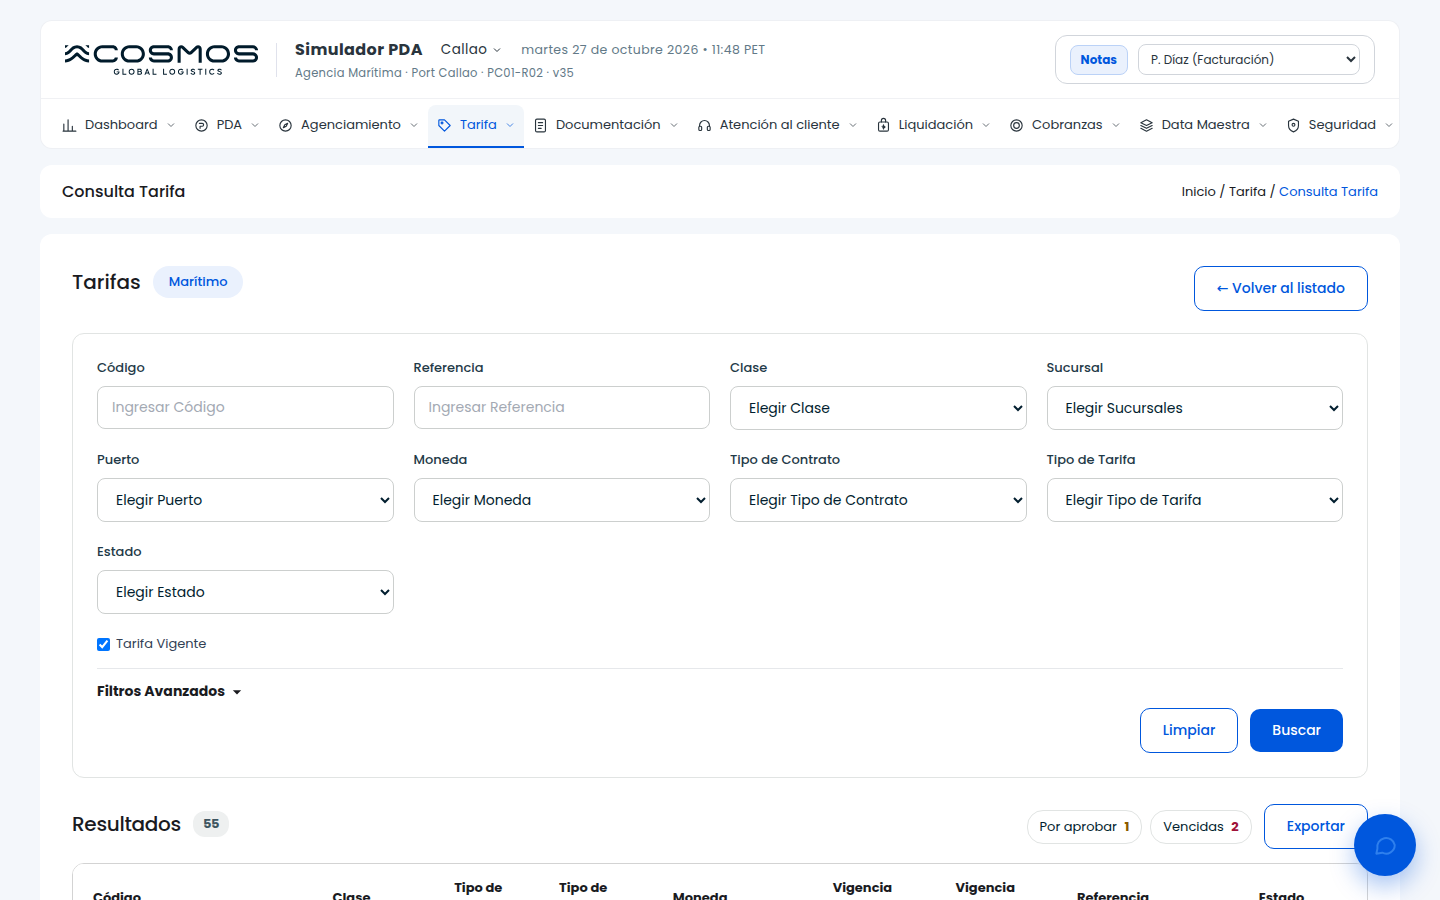 COSMOS
GLOBAL LOGISTICS
Simulador PDA Callao martes 27 de octubre 2026 • 11:48 PET
Agencia Marítima · Port Callao · PC01-R02 · v35
Notas P. Díaz (Facturación)
Dashboard PDA Agenciamiento Tarifa Documentación Atención al cliente Liquidación Cobranzas Data Maestra Seguridad
Consulta Tarifa Inicio / Tarifa / Consulta Tarifa
Tarifas Marítimo ← Volver al listado
Código Referencia Clase Sucursal
Ingresar Código Ingresar Referencia Elegir Clase Elegir Sucursales
Puerto Moneda Tipo de Contrato Tipo de Tarifa
Elegir Puerto Elegir Moneda Elegir Tipo de Contrato Elegir Tipo de Tarifa
Estado
Elegir Estado
Tarifa Vigente
Filtros Avanzados
Limpiar Buscar
Resultados 55 Por aprobar 1 Vencidas 2 Exportar
Tipo de Tipo de Vigencia Vigencia
Código Clase Moneda Referencia Estado